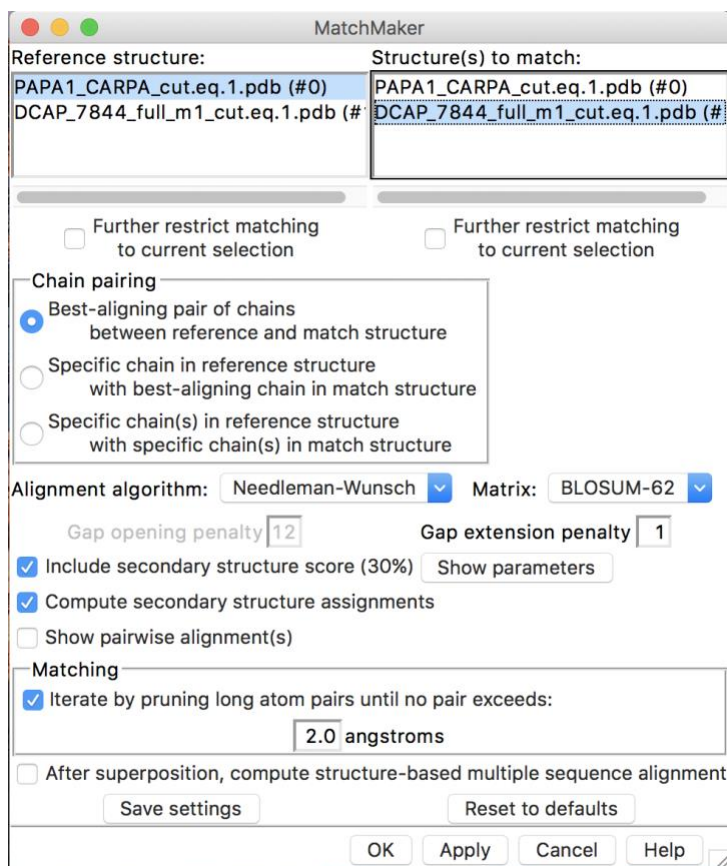 MatchMaker
Reference structure:
Structure(s) to match:
PAPA1_CARPA_cut.eq.1.pdb (#0)
DCAP_7844_full_m1_cut.eq.1.pdb (#
PAPA1_CARPA_cut.eq.1.pdb (#0)
DCAP_7844_full_m1_cut.eq.1.pdb (#
Further restrict matching
to current selection
Further restrict matching
to current selection
Chain pairing
Best-aligning pair of chains
between reference and match structure
Specific chain in reference structure
with best-aligning chain in match structure
Specific chain(s) in reference structure
with specific chain(s) in match structure
Alignment algorithm: Needleman-Wunsch Matrix: BLOSUM-62
Gap opening penalty 12 Gap extension penalty 1
Include secondary structure score (30%) Show parameters
Compute secondary structure assignments
Show pairwise alignment(s)
Matching
Iterate by pruning long atom pairs until no pair exceeds:
2.0 angstroms
After superposition, compute structure-based multiple sequence alignment
Save settings Reset to defaults
OK Apply Cancel Help